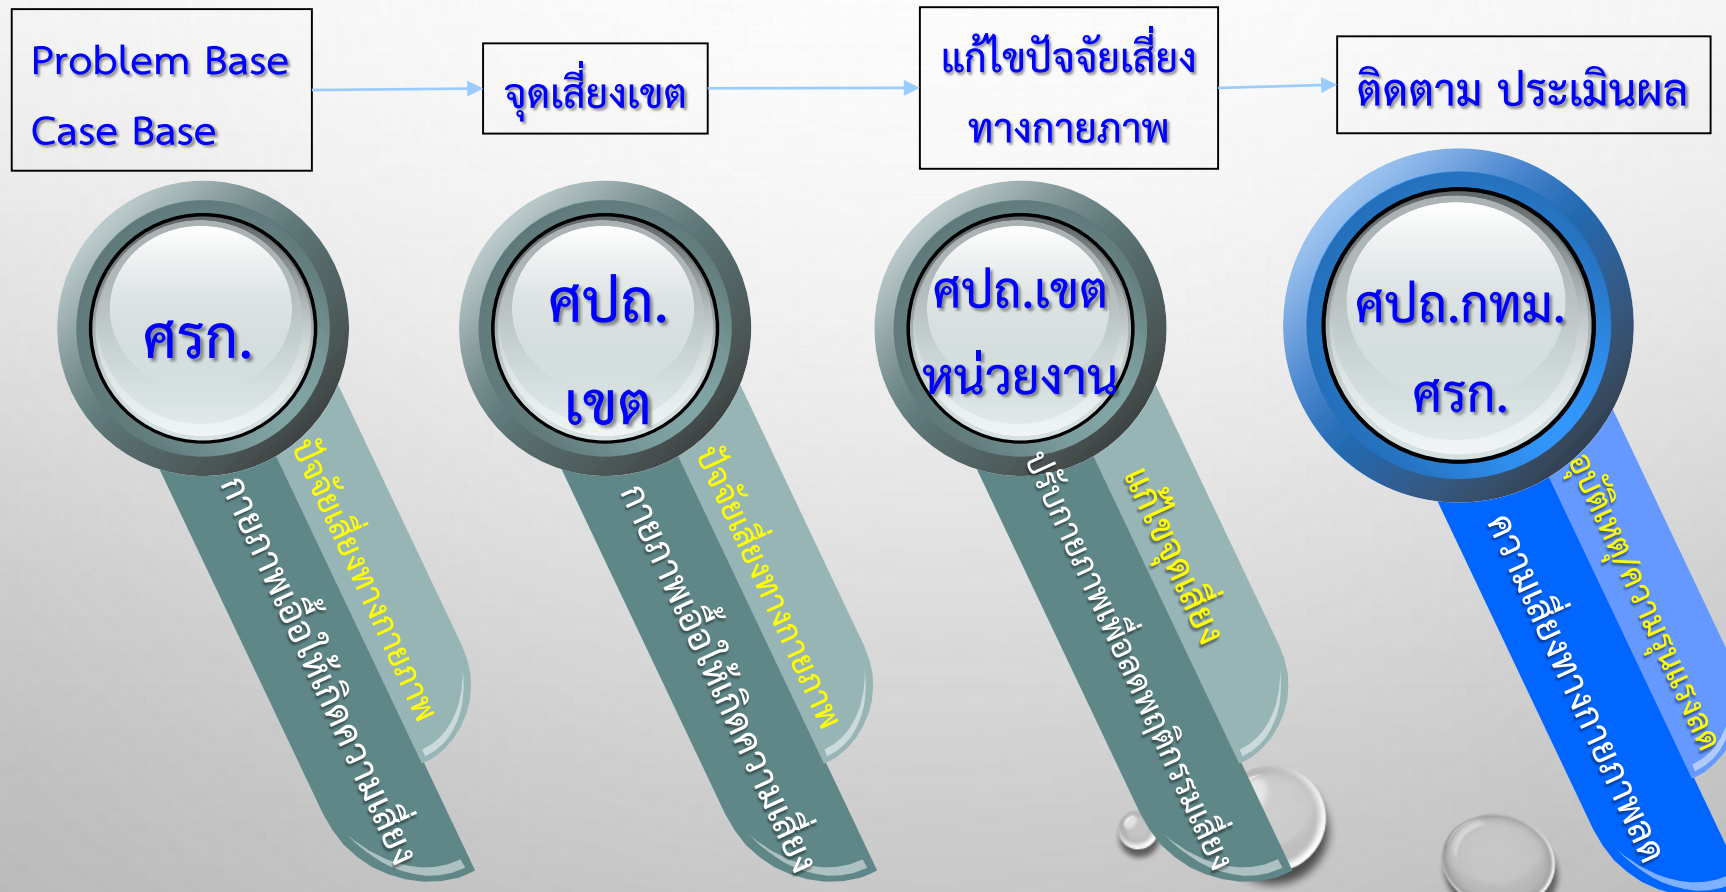 Problem Base
Case Base
จุดเสี่ยงเขต
แก้ไขปัจจัยเสี่ยง
ทางกายภาพ
ติดตาม ประเมินผล
ศรก.
ปัจจัยเสี่ยงทางกายภาพ
กายภาพเอื้อให้เกิดความเสี่ยง
ศปถ.
เขต
ปัจจัยเสี่ยงทางกายภาพ
กายภาพเอื้อให้เกิดความเสี่ยง
ศปถ.เขต
หน่วยงาน
แก้ไขจุดเสี่ยง
ปรับกายภาพเพื่อลดพฤติกรรมเสี่ยง
ศปถ.กทม.
ศรก.
อุบัติเหตุ/ความรุนแรงลด
ความเสี่ยงทางกายภาพลด